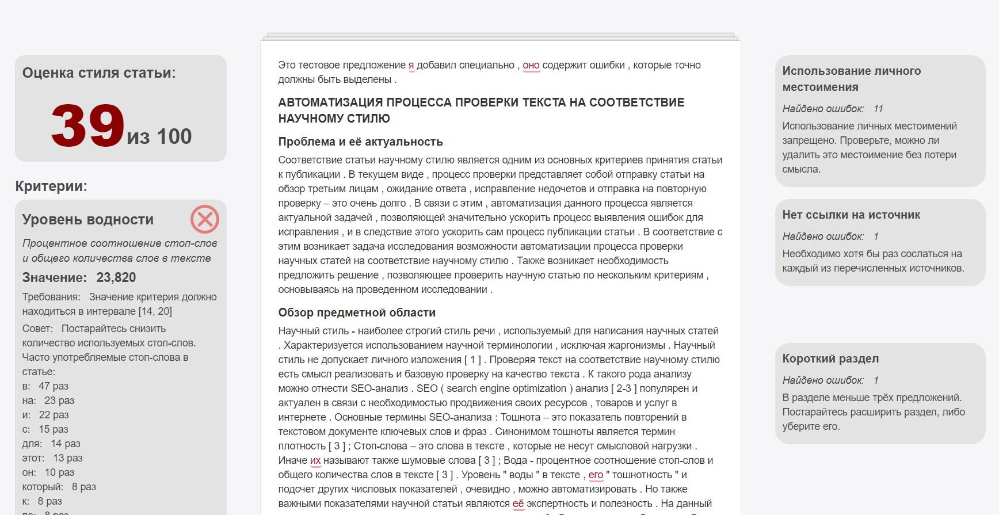 Оценка стиля статьи:
39 из 100
Критерии:
Уровень водности
Процентное соотношение стоп-слов
и общего количества слов в тексте
Значение: 23,820
Требования: Значение критерия должно
находиться в интервале [14, 20]
Совет: Постарайтесь снизить
количество используемых стоп-слов.
Часто употребляемые стоп-слова в
статье:
в: 47 раз
на: 23 раз
и: 22 раз
с: 15 раз
для: 14 раз
этот: 13 раз
он: 10 раз
который: 8 раз
к: 8 раз
по: 8 раз
Это тестовое предложение я добавил специально , оно содержит ошибки , которые точно
должны быть выделены .
АВТОМАТИЗАЦИЯ ПРОЦЕССА ПРОВЕРКИ ТЕКСТА НА СООТВЕТСТВИЕ
НАУЧНОМУ СТИЛЮ
Проблема и её актуальность
Соответствие статьи научному стилю является одним из основных критериев принятия статьи
к публикации . В текущем виде , процесс проверки представляет собой отправку статьи на
обзор третьим лицам , ожидание ответа , исправление недочетов и отправка на повторную
проверку – это очень долго . В связи с этим , автоматизация данного процесса является
актуальной задачей , позволяющей значительно ускорить процесс выявления ошибок для
исправления , и в следствие этого ускорить сам процесс публикации статьи . В соответствие с
этим возникает задача исследования возможности автоматизации процесса проверки
научных статей на соответствие научному стилю . Также возникает необходимость
предложить решение , позволяющее проверить научную статью по нескольким критериям ,
основываясь на проведенном исследовании .
Обзор предметной области
Научный стиль - наиболее строгий стиль речи , используемый для написания научных статей
. Характеризуется использованием научной терминологии , исключая жаргонизмы . Научный
стиль не допускает личного изложения [ 1 ] . Проверяя текст на соответствие научному стилю
есть смысл реализовать и базовую проверку на качество текста . К такого рода анализу
можно отнести SEO-анализ . SEO ( search engine optimization ) анализ [ 2-3 ] популярен и
актуален в связи с необходимостью продвижения своих ресурсов , товаров и услуг в
интернете . Основные термины SEO-анализа : Тошнота – это показатель повторений в
текстовом документе ключевых слов и фраз . Синонимом тошноты является термин
плотность [ 3 ] ; Стоп-слова – это слова в тексте , которые не несут смысловой нагрузки .
Иначе их называют также шумовые слова [ 3 ] ; Вода - процентное соотношение стоп-слов и
общего количества слов в тексте [ 3 ] . Уровень " воды " в тексте , его " тошнотность " и
подсчет других числовых показателей , очевидно , можно автоматизировать . Но также
важными показателями научной статьи являются её экспертность и полезность . На данный
Использование личного
местоимения
Найдено ошибок: 11
Использование личных местоимений
запрещено. Проверьте, можно ли
удалить это местоимение без потери
смысла.
Нет ссылки на источник
Найдено ошибок: 1
Необходимо хотя бы раз сослаться на
каждый из перечисленных источников.
Короткий раздел
Найдено ошибок: 1
В разделе меньше трёх предложений.
Постарайтесь расширить раздел, либо
уберите его.